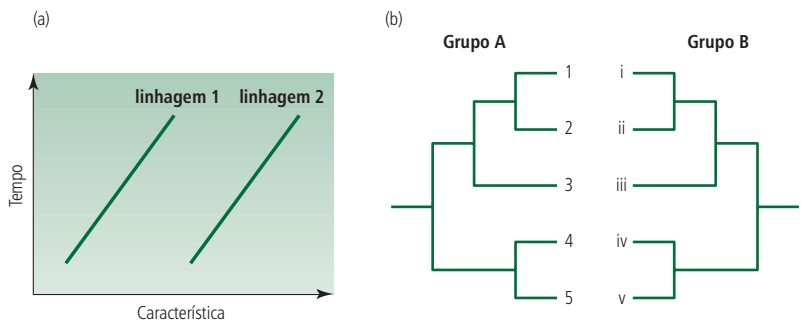 (a)
linhagem 1 linhagem 2
Tempo
Característica
(b)
Grupo A Grupo B
1 i
2 ii
3 iii
4 iv
5 v